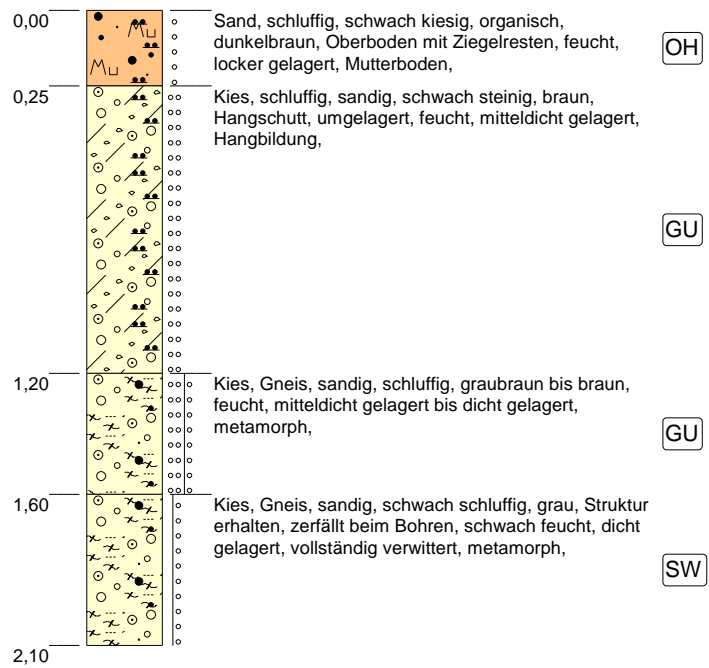 0,00
Sand, schluffig, schwach kiesig, organisch,
dunkelbraun, Oberboden mit Ziegelresten, feucht,
locker gelagert, Mutterboden,
OH
0,25
Kies, schluffig, sandig, schwach steinig, braun,
Hangschutt, umgelagert, feucht, mitteldicht gelagert,
Hangbildung,
GU
1,20
Kies, Gneis, sandig, schluffig, graubraun bis braun,
feucht, mitteldicht gelagert bis dicht gelagert,
metamorph,
GU
1,60
Kies, Gneis, sandig, schwach schluffig, grau, Struktur
erhalten, zerfällt beim Bohren, schwach feucht, dicht
gelagert, vollständig verwittert, metamorph,
SW
2,10